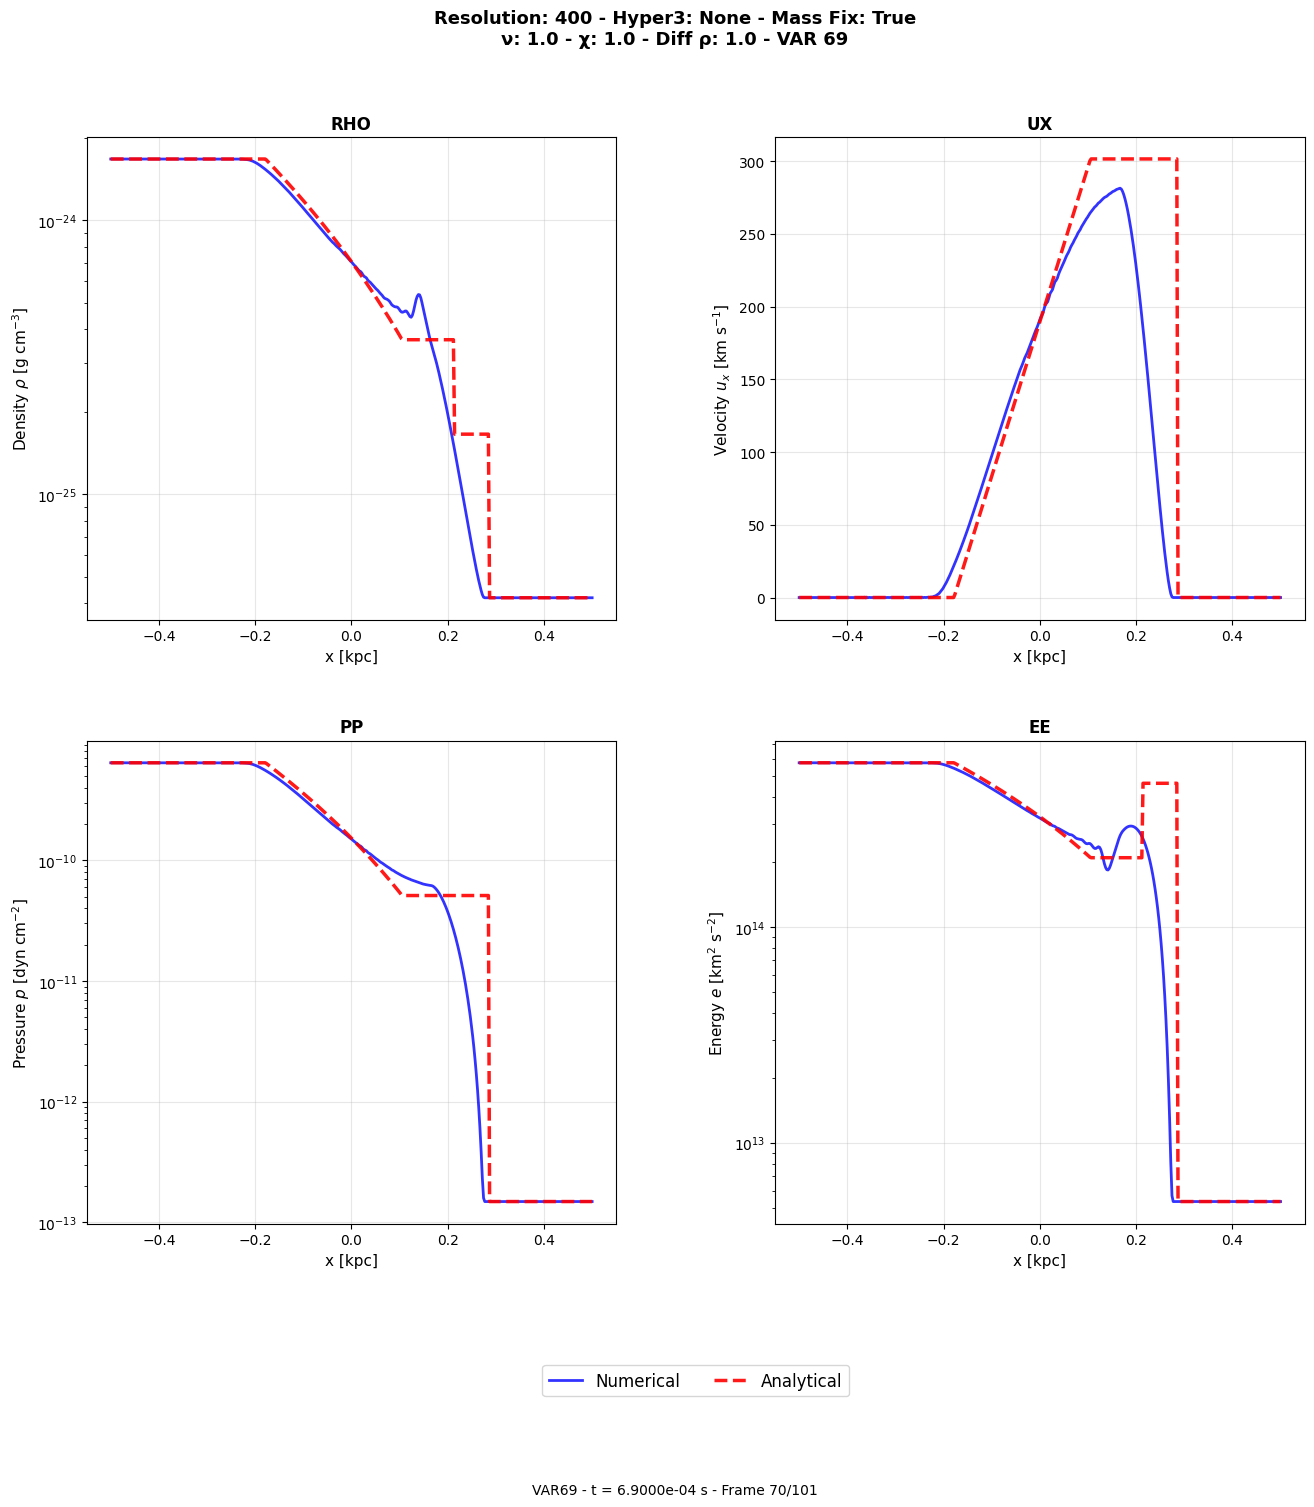 Resolution: 400 - Hyper3: None - Mass Fix: True
ν: 1.0 - χ: 1.0 - Diff ρ: 1.0 - VAR 69
RHO
Density ρ [g cm⁻³]
10⁻²⁴
10⁻²⁵
−0.4 −0.2 0.0 0.2 0.4
x [kpc]
UX
Velocity uₓ [km s⁻¹]
300
250
200
150
100
50
0
−0.4 −0.2 0.0 0.2 0.4
x [kpc]
PP
Pressure p [dyn cm⁻²]
10⁻¹⁰
10⁻¹¹
10⁻¹²
10⁻¹³
−0.4 −0.2 0.0 0.2 0.4
x [kpc]
EE
Energy e [km² s⁻²]
10¹⁴
10¹³
−0.4 −0.2 0.0 0.2 0.4
x [kpc]
Numerical Analytical
VAR69 - t = 6.9000e-04 s - Frame 70/101